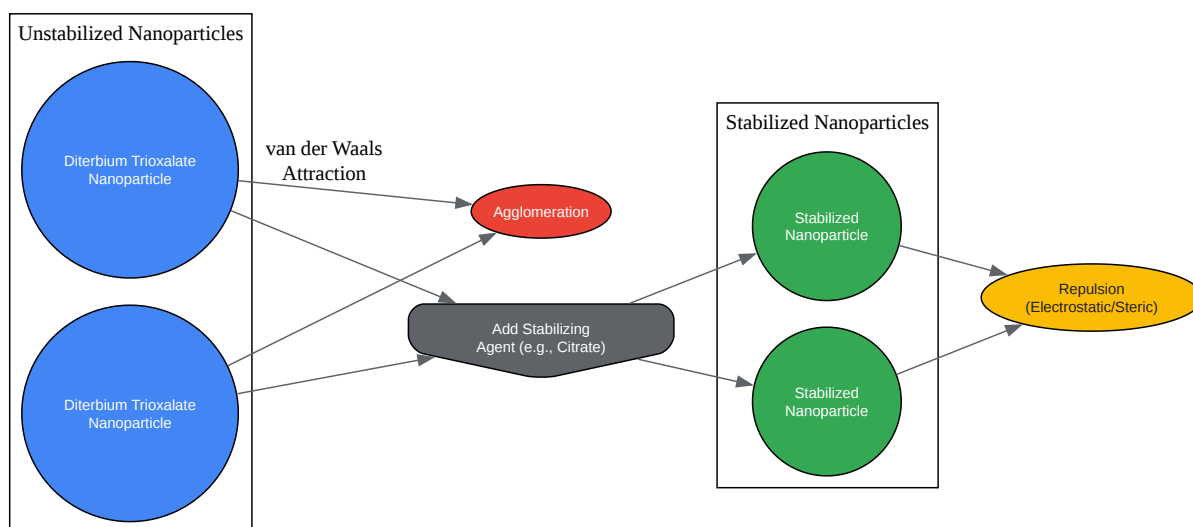 Unstabilized Nanoparticles
Diterbium Trioxalate
Nanoparticle
van der Waals
Attraction
Agglomeration
Diterbium Trioxalate
Nanoparticle
Add Stabilizing
Agent (e.g., Citrate)
Stabilized Nanoparticles
Stabilized
Nanoparticle
Stabilized
Nanoparticle
Repulsion
(Electrostatic/Steric)